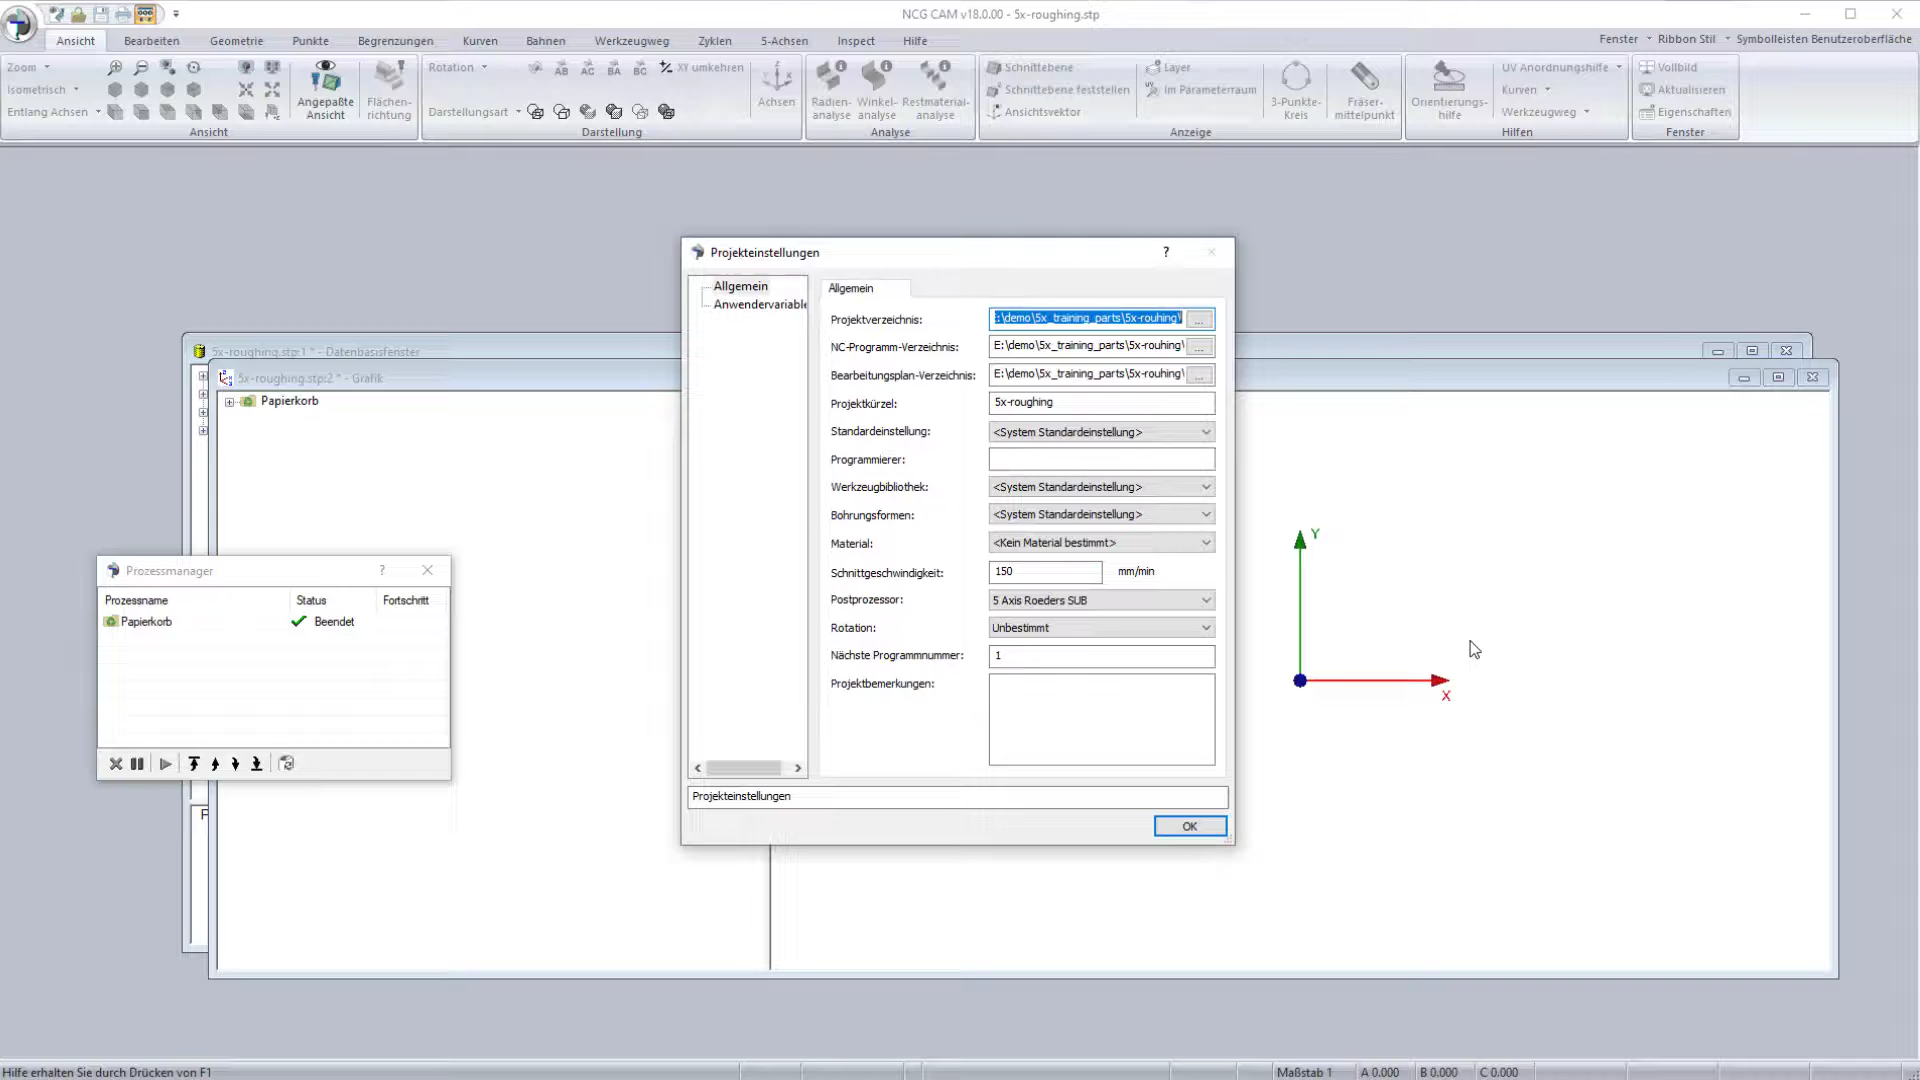 NCG CAM v18.0.00 - 5x-roughing.stp
Ansicht Bearbeiten Geometrie Punkte Begrenzungen Kurven Bahnen Werkzeugweg Zyklen 5-Achsen Inspect Hilfe Fenster Ribbon Stil Symbolleisten Benutzeroberfläche
Zoom
Isometrisch
Entlang Achsen
Angepaßte
Ansicht
Flächen-
richtung
Ansicht
Rotation AB AC BA BC XY umkehren
Darstellungsart
Achsen
Darstellung
Radien-
analyse
Winkel-
analyse
Restmaterial-
analyse
Analyse
Schnittebene
Schnittebene feststellen
Ansichtsvektor
Layer
Im Parameterraum
3-Punkte-
Kreis
Fräser-
mittelpunkt
Anzeige
Orientierungs-
hilfe
UV Anordnungshilfe
Kurven
Werkzeugweg
Hilfen
Vollbild
Aktualisieren
Eigenschaften
Fenster
5x-roughing.stp:1 * - Datenbasisfenster
5x-roughing.stp:2 * - Grafik
Papierkorb
Prozessmanager ?
Prozessname Status Fortschritt
Papierkorb Beendet
Projekteinstellungen ?
Allgemein
Anwendervariable
Allgemein
Projektverzeichnis: :\demo\5x_training_parts\5x-rouhing\ ...
NC-Programm-Verzeichnis: E:\demo\5x_training_parts\5x-rouhing\ ...
Bearbeitungsplan-Verzeichnis: E:\demo\5x_training_parts\5x-rouhing\ ...
Projektkürzel: 5x-roughing
Standardeinstellung: <System Standardeinstellung>
Programmierer:
Werkzeugbibliothek: <System Standardeinstellung>
Bohrungsformen: <System Standardeinstellung>
Material: <Kein Material bestimmt>
Schnittgeschwindigkeit: 150 mm/min
Postprozessor: 5 Axis Roeders SUB
Rotation: Unbestimmt
Nächste Programmnummer: 1
Projektbemerkungen:
Projekteinstellungen
OK
Y
X
Hilfe erhalten Sie durch Drücken von F1 Maßstab 1 A 0.000 B 0.000 C 0.000